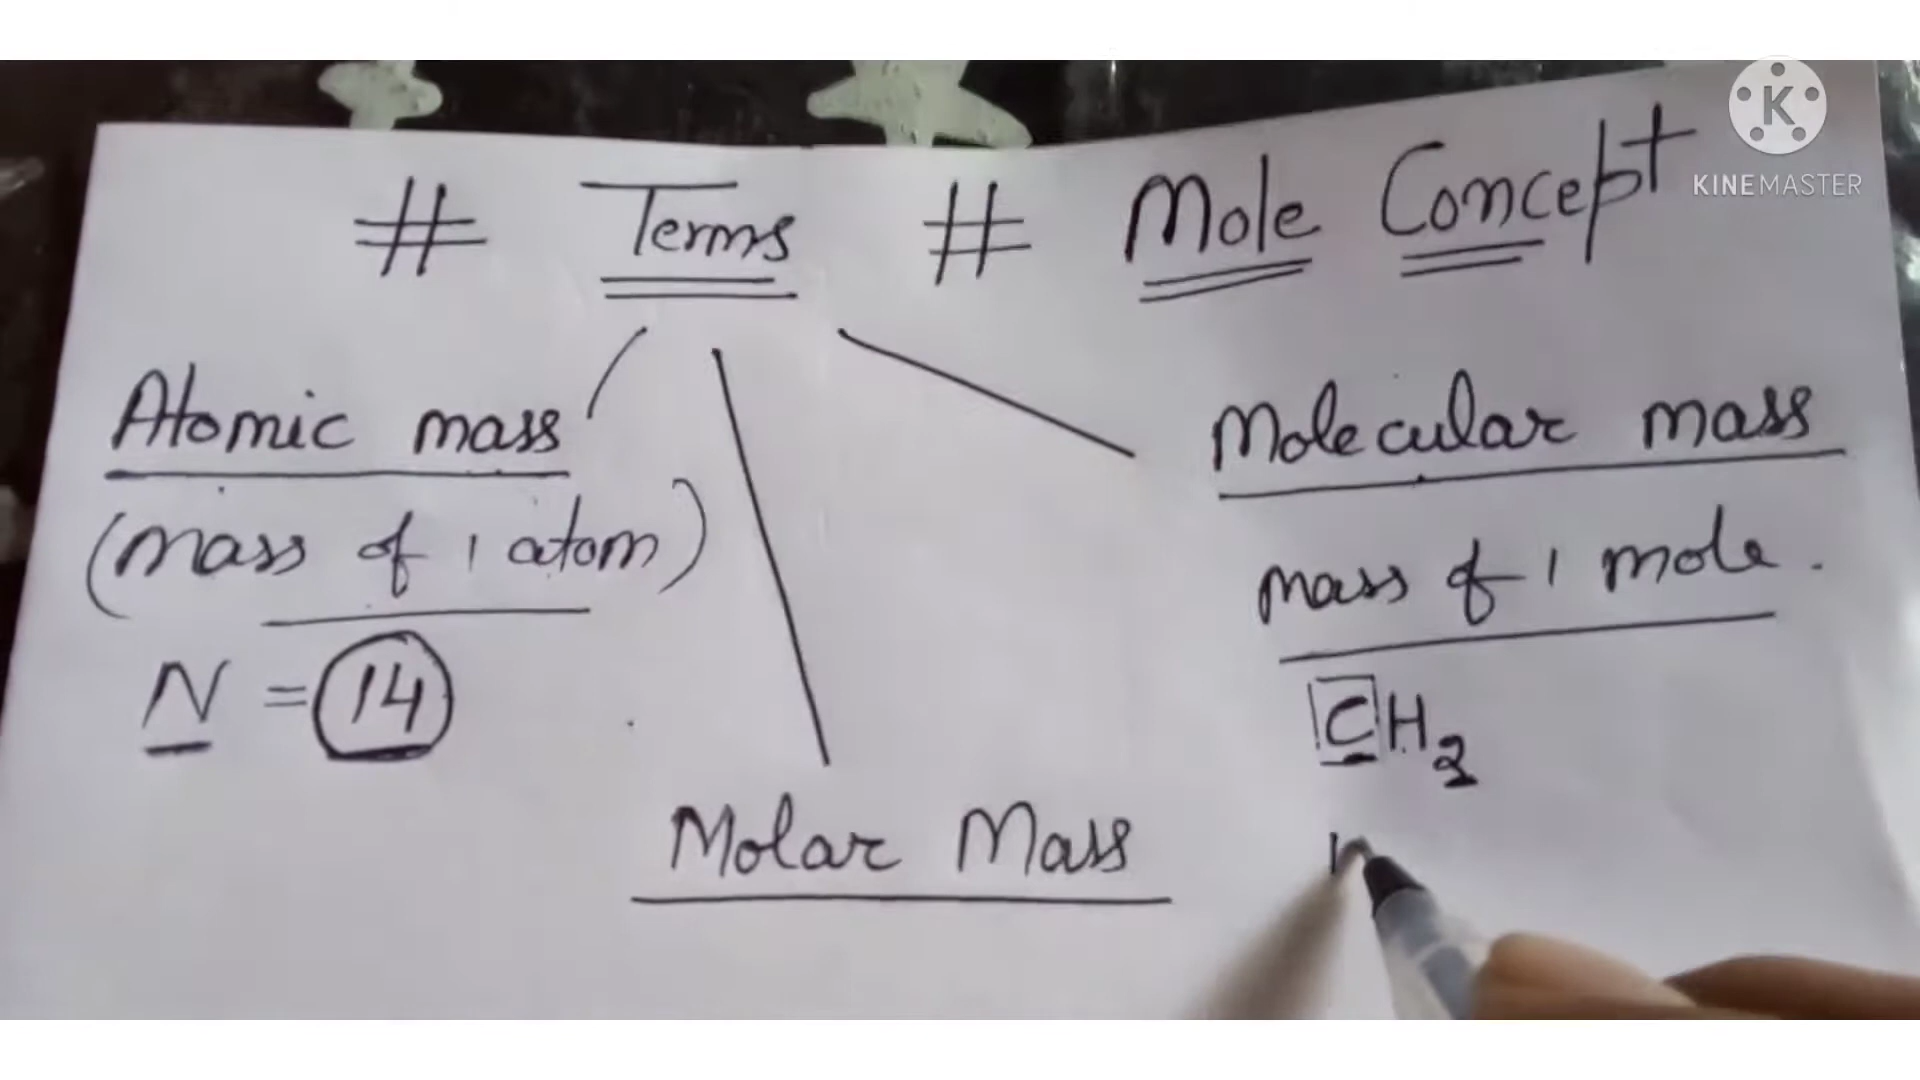 K
KINEMASTER
# Terms # Mole Concept
Atomic mass
(mass of 1 atom)
N = 14
Molecular mass
mass of 1 mole.
CH2
Molar Mass